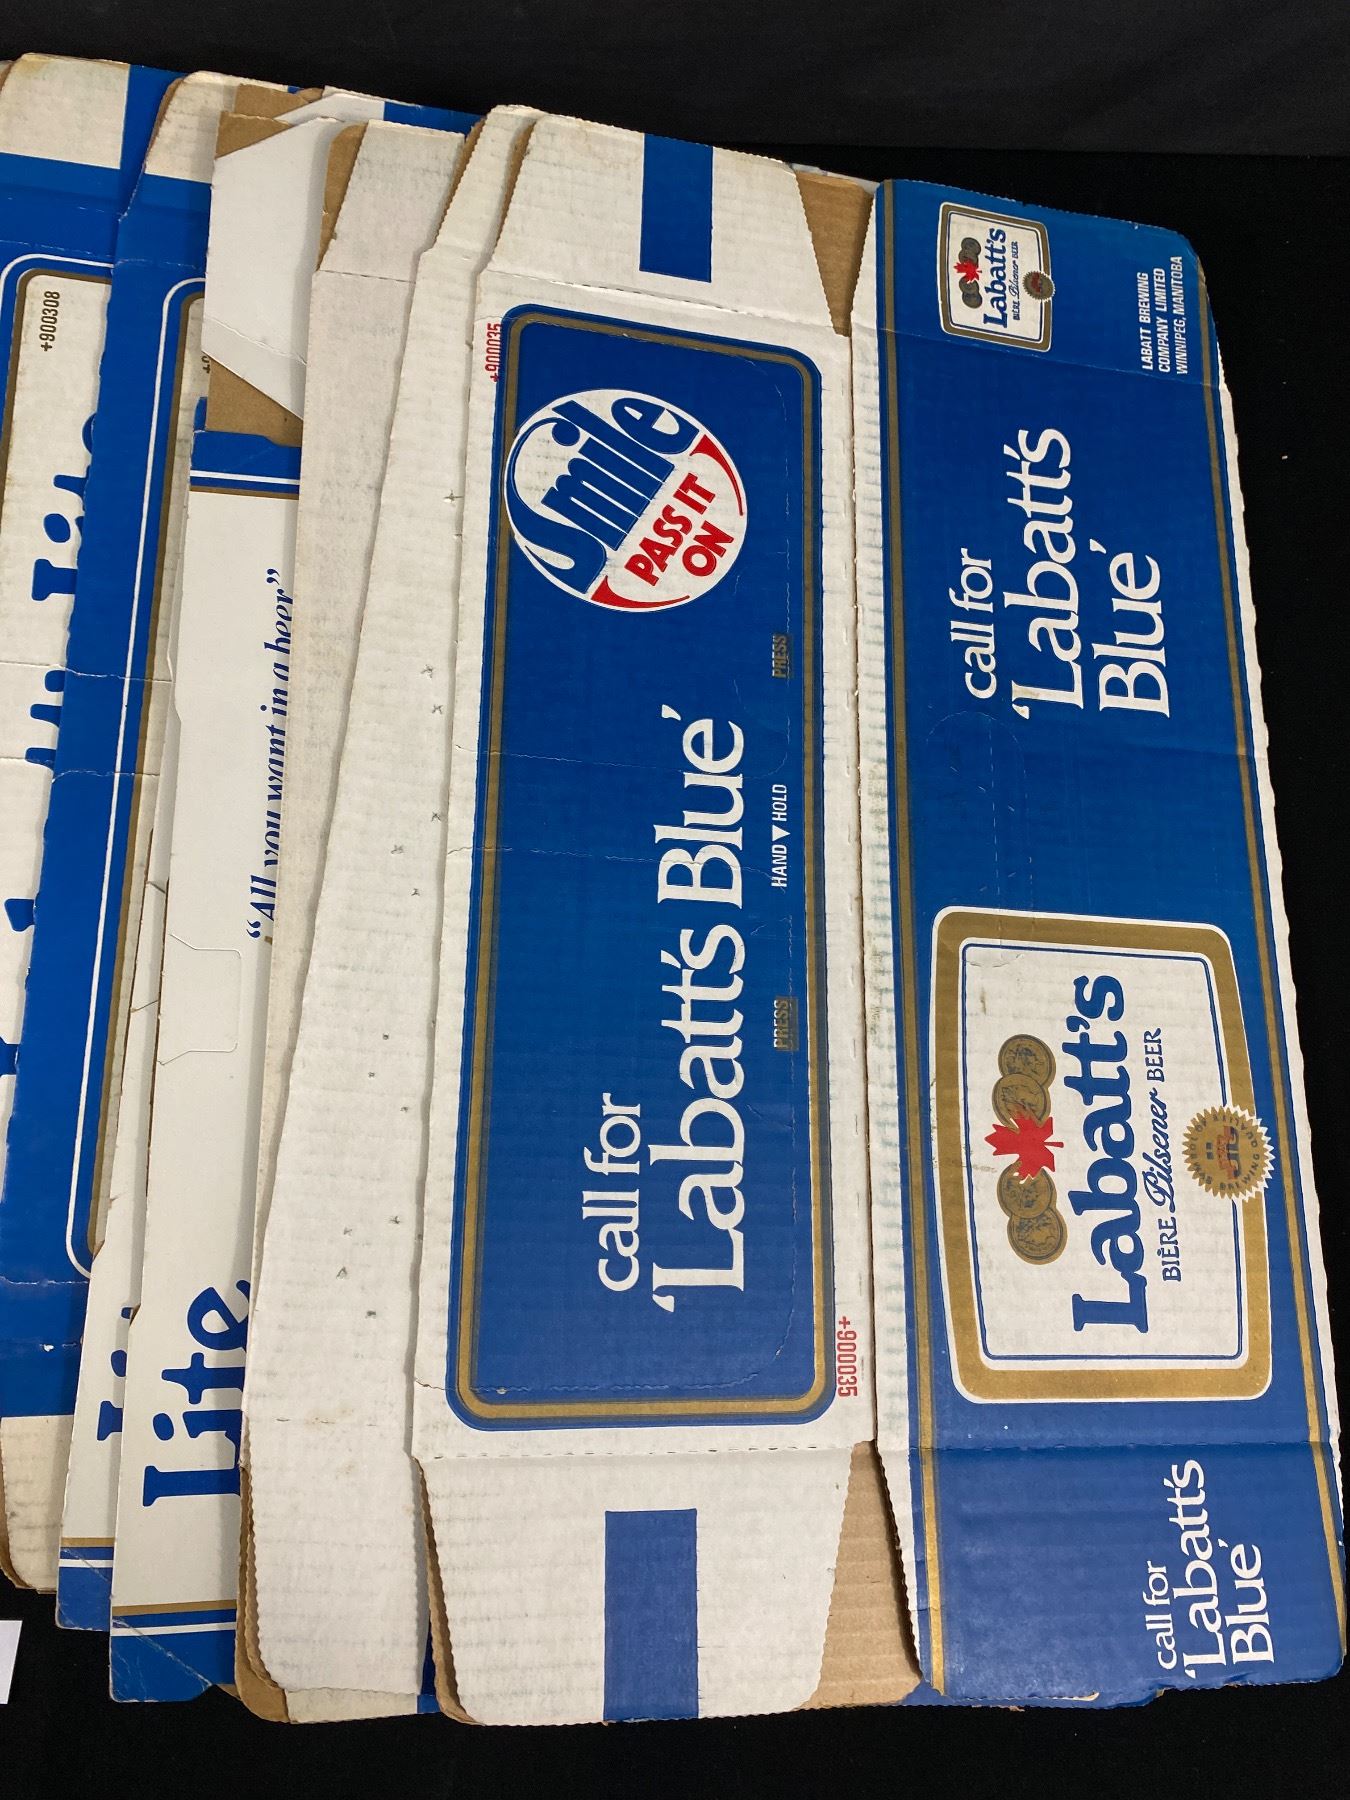 +900308
"All you want in a beer"
Lite
+900035
Smile
PASS IT
ON
call for
'Labatt's Blue'
PRESS
HAND ▼ HOLD
PRESS
+900035
Labatt's
BIÈRE Pilsener BEER
LABATT BREWING
COMPANY LIMITED
WINNIPEG, MANITOBA
call for
'Labatt's
Blue'
Labatt's
BIÈRE Pilsener BEER
call for
'Labatt's
Blue'